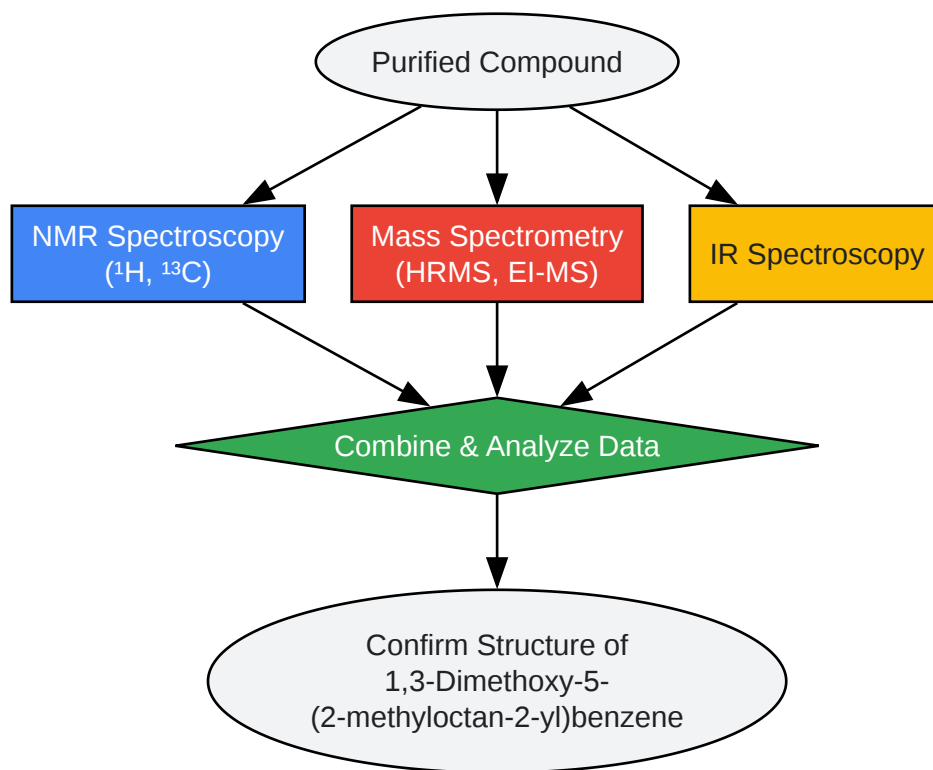 Purified Compound
NMR Spectroscopy
(¹H, ¹³C)
Mass Spectrometry
(HRMS, EI-MS)
IR Spectroscopy
Combine & Analyze Data
Confirm Structure of
1,3-Dimethoxy-5-
(2-methyloctan-2-yl)benzene